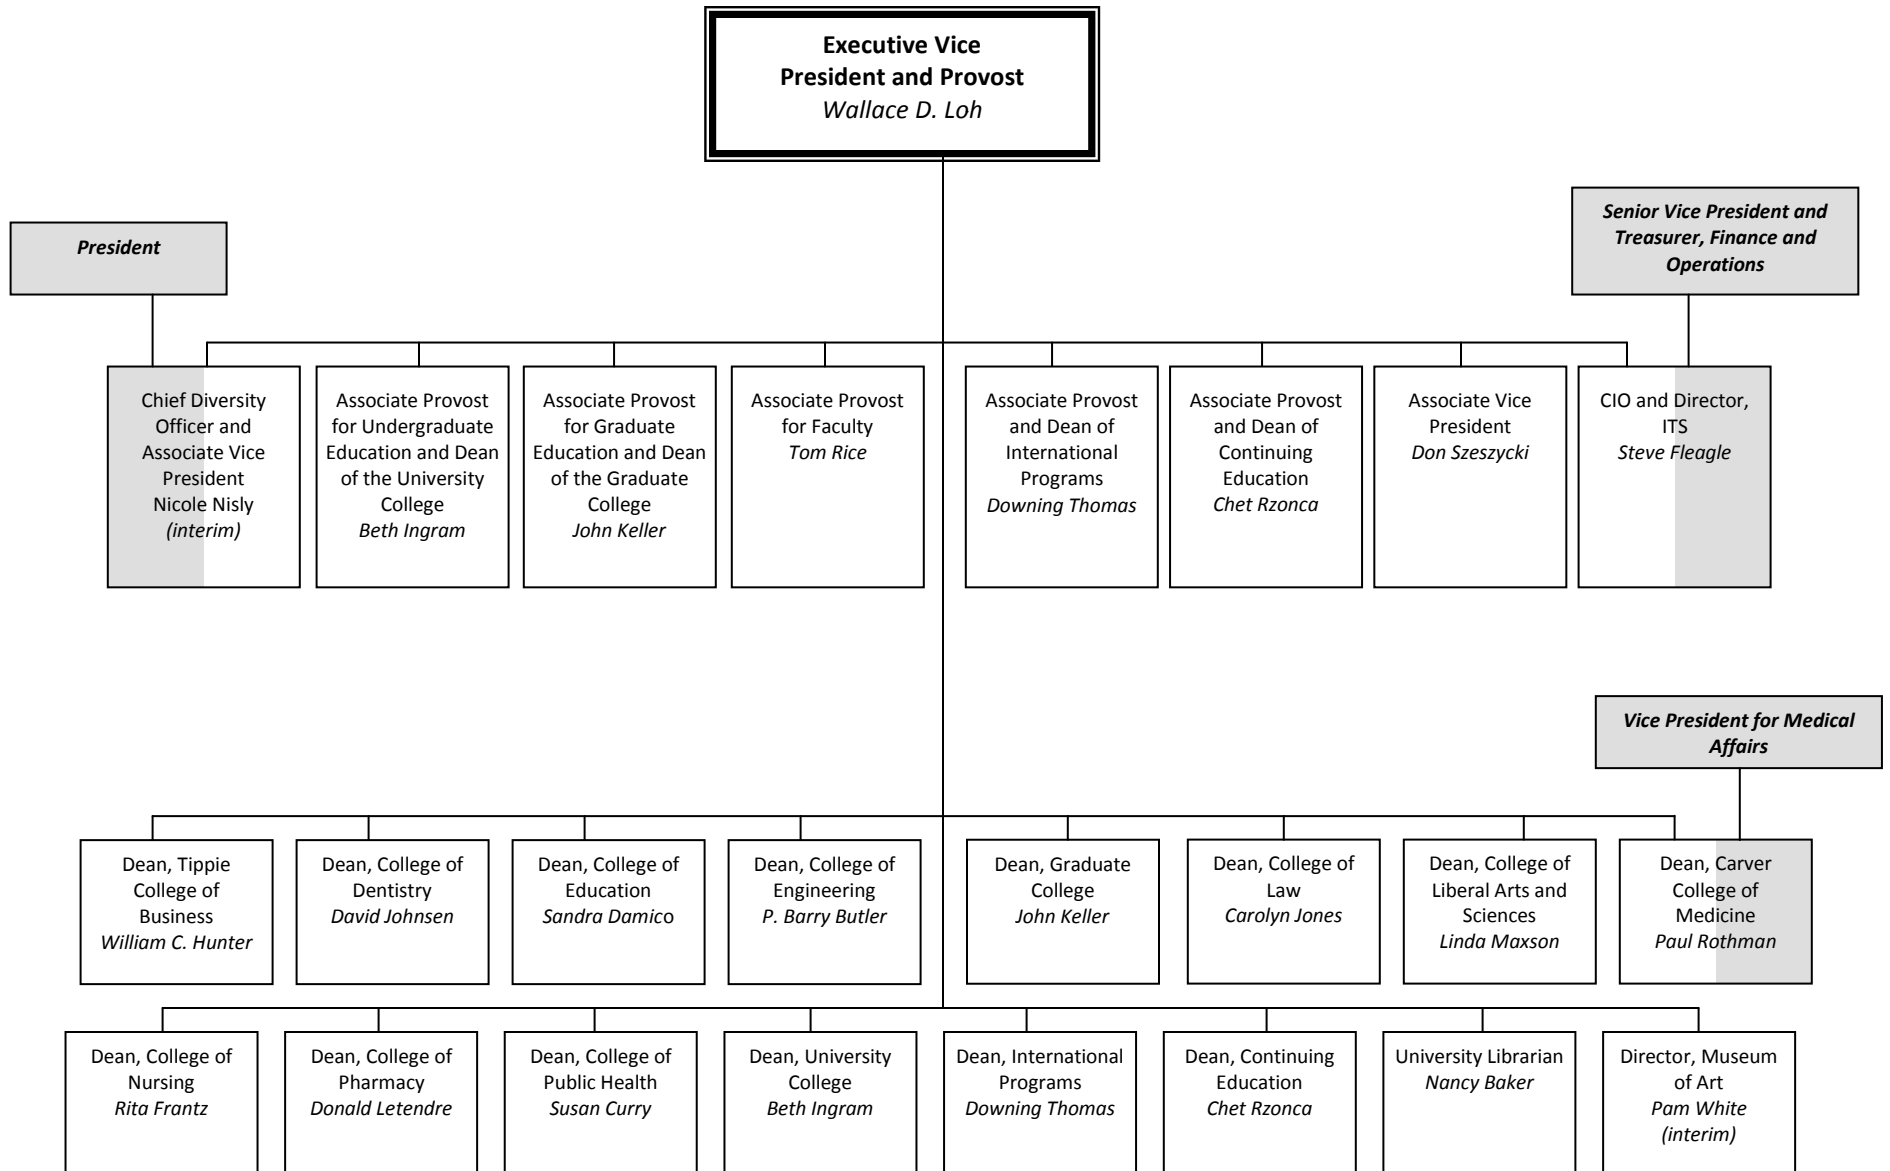 Executive Vice
President and Provost
Wallace D. Loh
President
Senior Vice President and
Treasurer, Finance and
Operations
Chief Diversity
Officer and
Associate Vice
President
Nicole Nisly
(interim)
Associate Provost
for Undergraduate
Education and Dean
of the University
College
Beth Ingram
Associate Provost
for Graduate
Education and Dean
of the Graduate
College
John Keller
Associate Provost
for Faculty
Tom Rice
Associate Provost
and Dean of
International
Programs
Downing Thomas
Associate Provost
and Dean of
Continuing
Education
Chet Rzonca
Associate Vice
President
Don Szeszycki
CIO and Director,
ITS
Steve Fleagle
Vice President for Medical
Affairs
Dean, Tippie
College of
Business
William C. Hunter
Dean, College of
Dentistry
David Johnsen
Dean, College of
Education
Sandra Damico
Dean, College of
Engineering
P. Barry Butler
Dean, Graduate
College
John Keller
Dean, College of
Law
Carolyn Jones
Dean, College of
Liberal Arts and
Sciences
Linda Maxson
Dean, Carver
College of
Medicine
Paul Rothman
Dean, College of
Nursing
Rita Frantz
Dean, College of
Pharmacy
Donald Letendre
Dean, College of
Public Health
Susan Curry
Dean, University
College
Beth Ingram
Dean, International
Programs
Downing Thomas
Dean, Continuing
Education
Chet Rzonca
University Librarian
Nancy Baker
Director, Museum
of Art
Pam White
(interim)